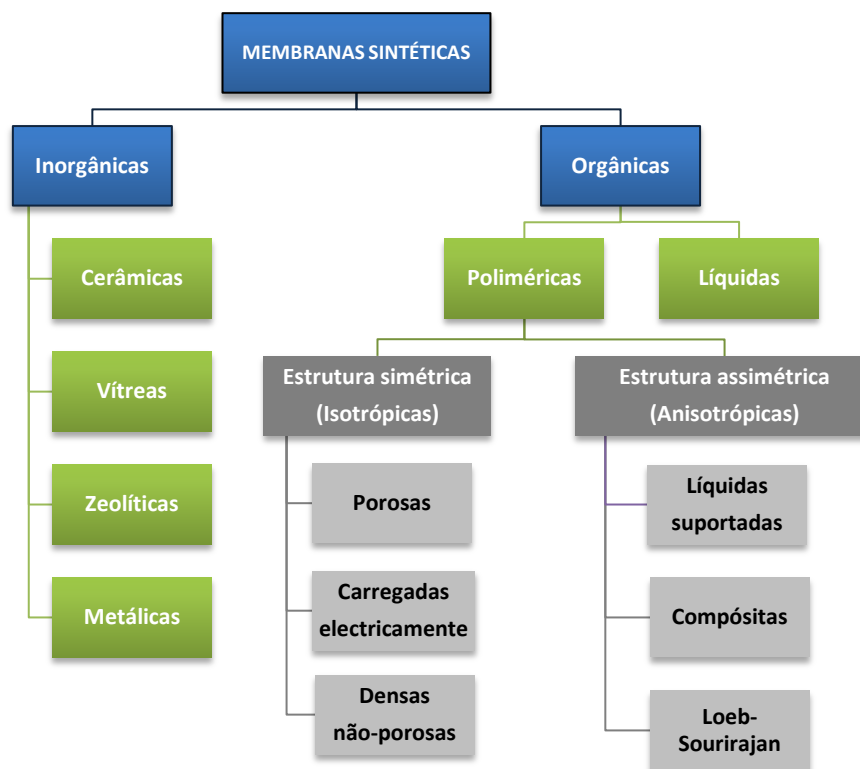 MEMBRANAS SINTÉTICAS
Inorgânicas
Orgânicas
Cerâmicas
Poliméricas
Líquidas
Vítreas
Estrutura simétrica
(Isotrópicas)
Estrutura assimétrica
(Anisotrópicas)
Zeolíticas
Porosas
Líquidas
suportadas
Metálicas
Carregadas
electricamente
Compósitas
Densas
não-porosas
Loeb-
Sourirajan